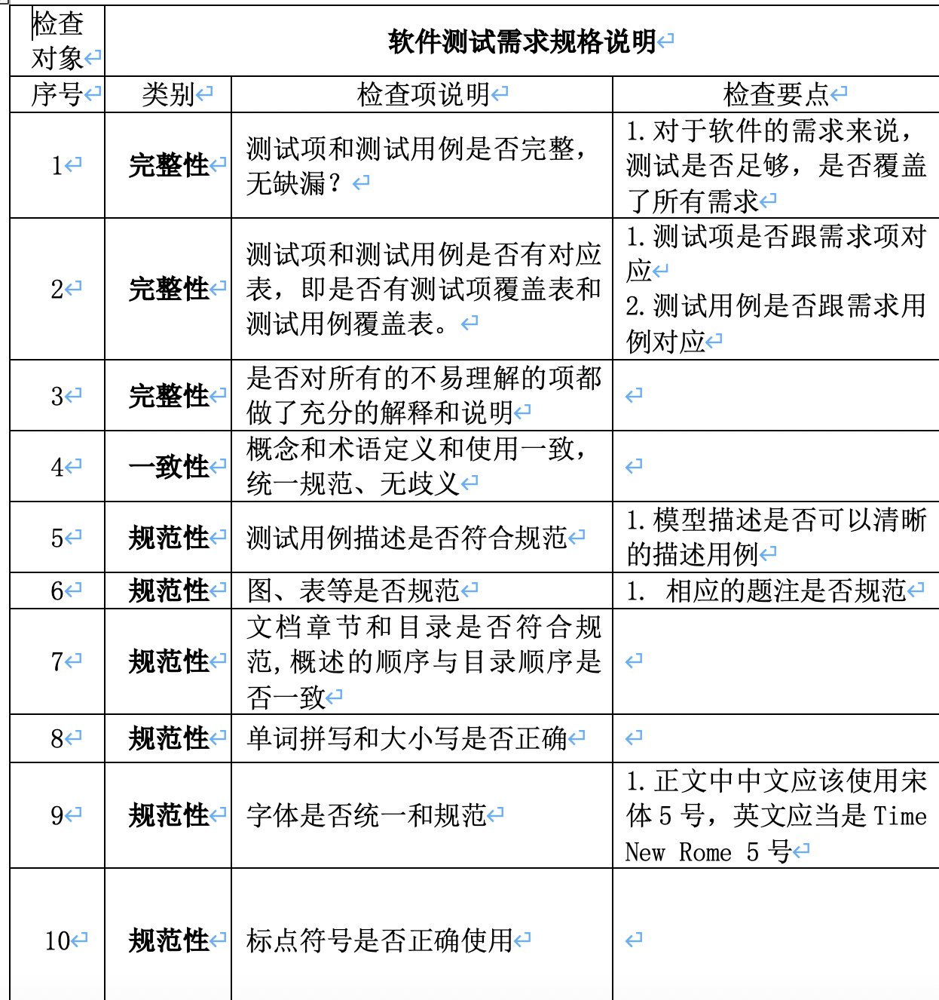 检查
对象
软件测试需求规格说明
序号 类别 检查项说明 检查要点
1 完整性 测试项和测试用例是否完整，
无缺漏？
1.对于软件的需求来说，
测试是否足够，是否覆盖
了所有需求
2 完整性 测试项和测试用例是否有对应
表，即是否有测试项覆盖表和
测试用例覆盖表。
1.测试项是否跟需求项对
应
2.测试用例是否跟需求用
例对应
3 完整性 是否对所有的不易理解的项都
做了充分的解释和说明
4 一致性 概念和术语定义和使用一致，
统一规范、无歧义
5 规范性 测试用例描述是否符合规范
1.模型描述是否可以清晰
的描述用例
6 规范性 图、表等是否规范 1. 相应的题注是否规范
7 规范性 文档章节和目录是否符合规
范,概述的顺序与目录顺序是
否一致
8 规范性 单词拼写和大小写是否正确
9 规范性 字体是否统一和规范
1.正文中中文应该使用宋
体 5 号，英文应当是 Time
New Rome 5 号
10 规范性 标点符号是否正确使用